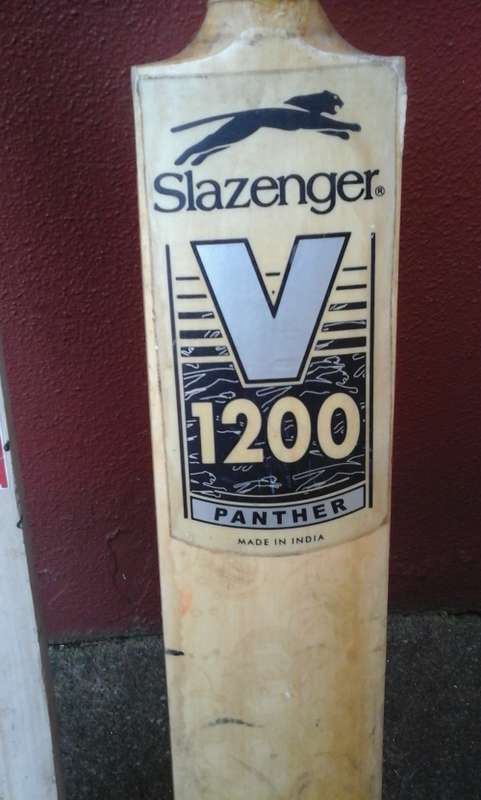 Slazenger®
V
1200
PANTHER
MADE IN INDIA